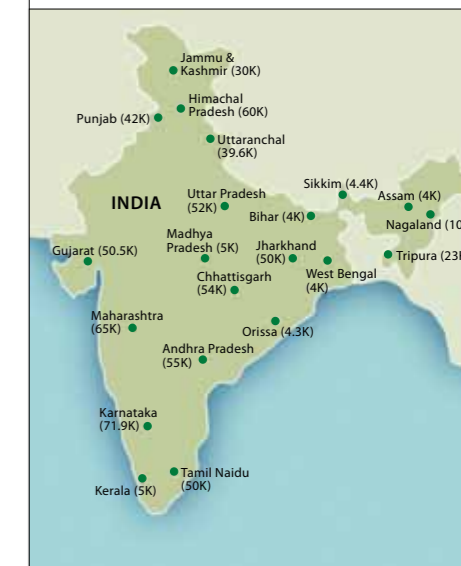 Jammu &
Kashmir (30K)
Himachal
Pradesh (60K)
Punjab (42K)
Uttaranchal
(39.6K)
INDIA
Uttar Pradesh
(52K)
Sikkim (4.4K)
Assam (4K)
Bihar (4K)
Nagaland
Madhya
Pradesh (5K)
Jharkhand
(50K)
Tripura
Gujarat (50.5K)
West Bengal
(4K)
Chhattisgarh
(54K)
Maharashtra
(65K)
Orissa (4.3K)
Andhra Pradesh
(55K)
Karnataka
(71.9K)
Tamil Naidu
(50K)
Kerala (5K)